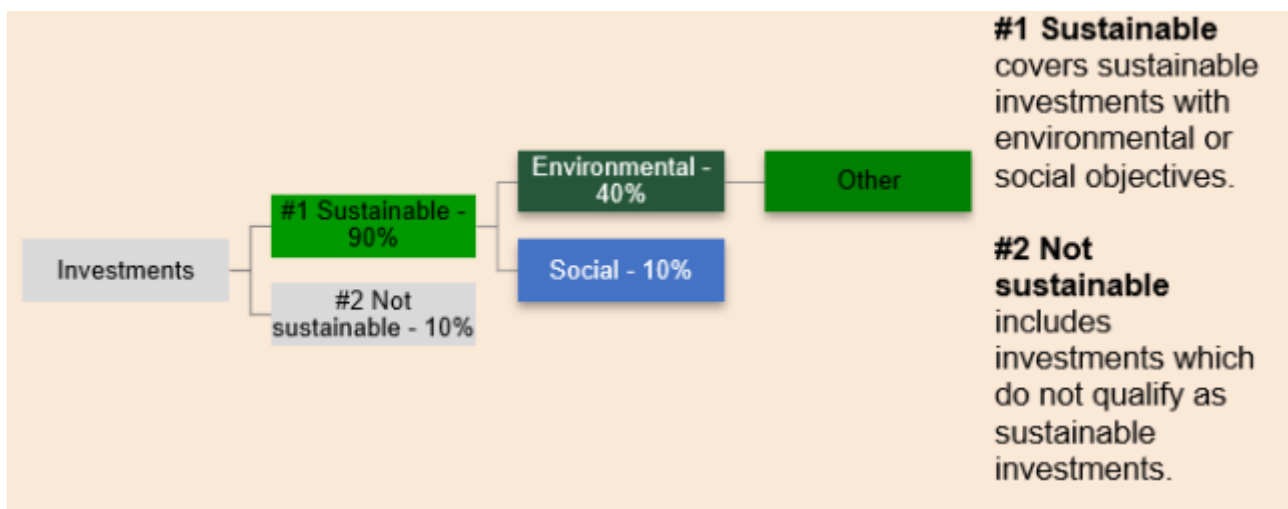 Investments
#1 Sustainable -
90%
#2 Not
sustainable - 10%
Environmental -
40%
Social - 10%
Other
#1 Sustainable
covers sustainable
investments with
environmental or
social objectives.
#2 Not
sustainable
includes
investments which
do not qualify as
sustainable
investments.